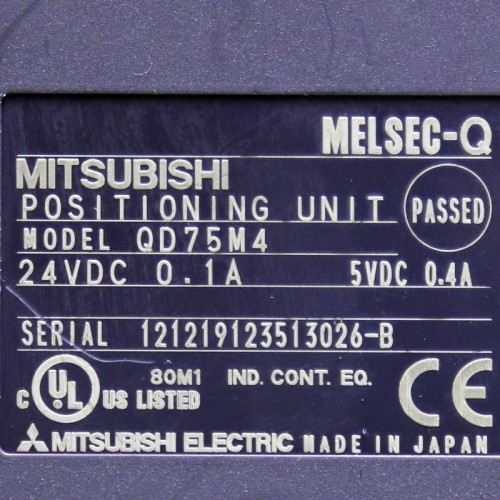 MELSEC-Q
MITSUBISHI
POSITIONING UNIT PASSED
MODEL QD75M4
24VDC 0.1A 5VDC 0.4A
SERIAL 121219123513026-B
C UL US LISTED 80M1 IND. CONT. EQ. CE
MITSUBISHI ELECTRIC MADE IN JAPAN